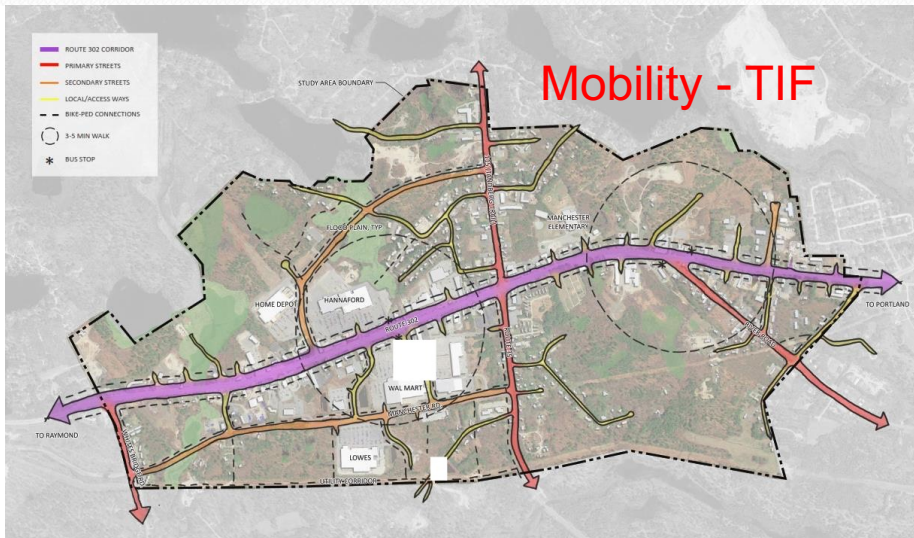 Mobility - TIF
ROUTE 302 CORRIDOR
PRIMARY STREETS
SECONDARY STREETS
LOCAL/ACCESS WAYS
BIKE-PED CONNECTIONS
3-5 MIN WALK
BUS STOP
STUDY AREA BOUNDARY
FLOOD PLAIN, TYP.
MANCHESTER
ELEMENTARY
HOME DEPOT
HANNAFORD
ROUTE 302
TO PORTLAND
WAL MART
MANCHESTER RD
TO RAYMOND
LOWES
UTILITY CORRIDOR